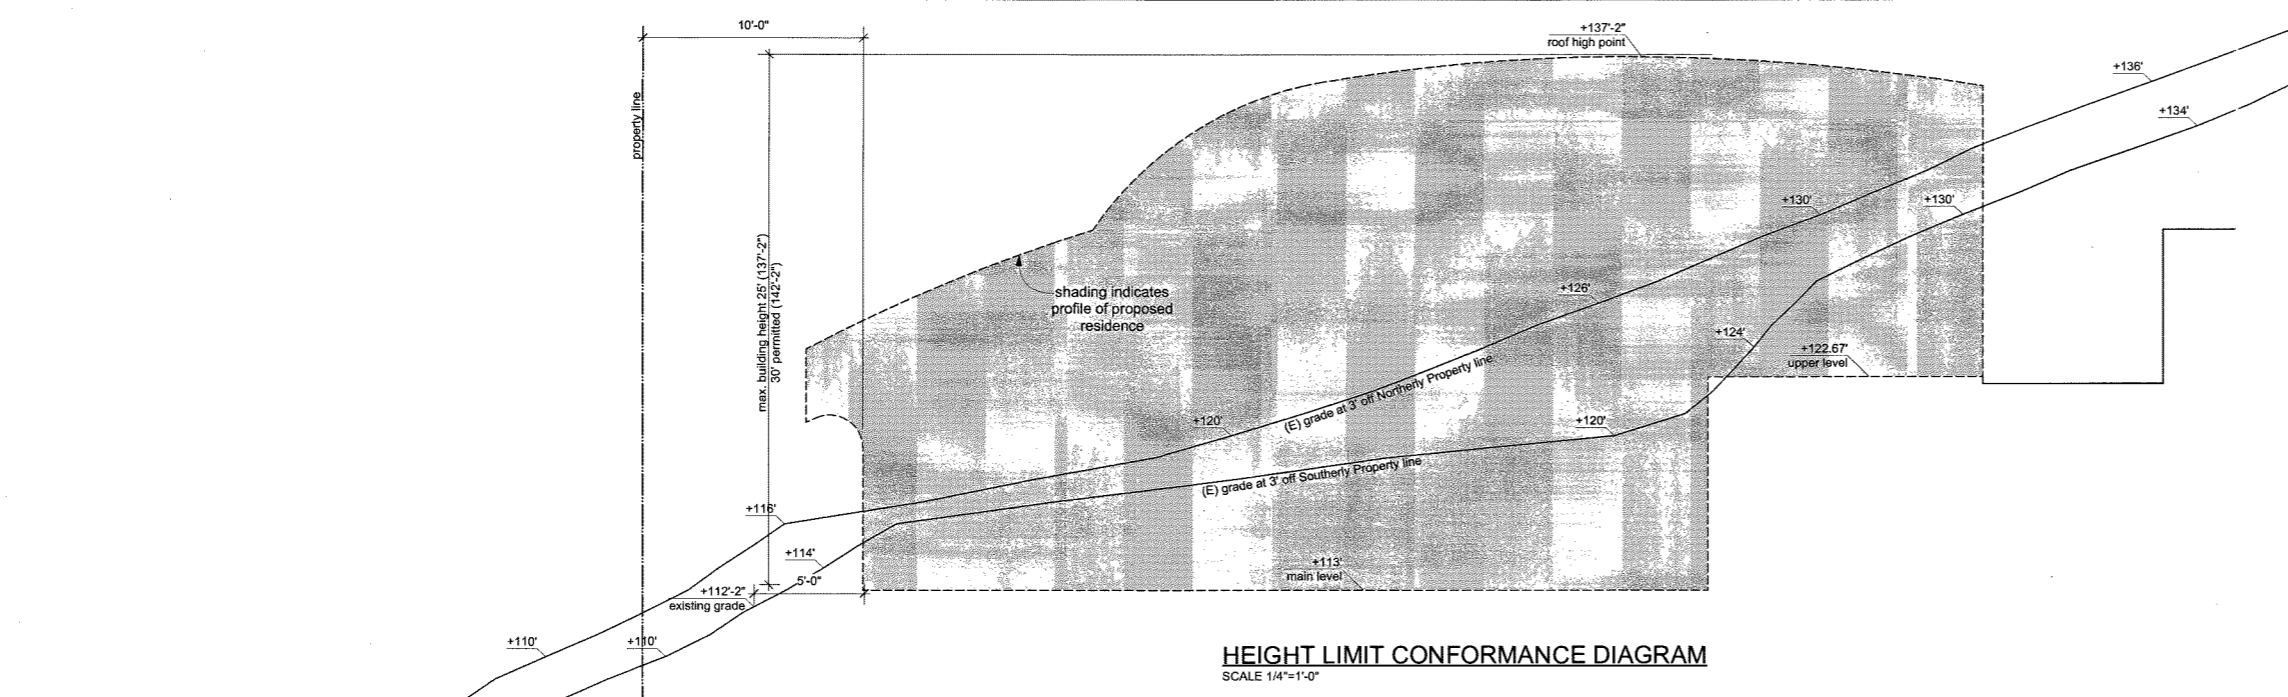 10'-0"
+137'-2"
roof high point
+136'
+134'
property line
max. building height 25' (137'-2")
30' permitted (142'-2")
shading indicates
profile of proposed
residence
+130'
+130'
+126'
+124'
+122.67'
upper level
(E) grade at 3' off Northerly Property line
+120'
+120'
(E) grade at 3' off Southerly Property line
+116'
+114'
5'-0"
+113'
main level
+112'-2"
existing grade
+110'
+110'
HEIGHT LIMIT CONFORMANCE DIAGRAM
SCALE 1/4"=1'-0"